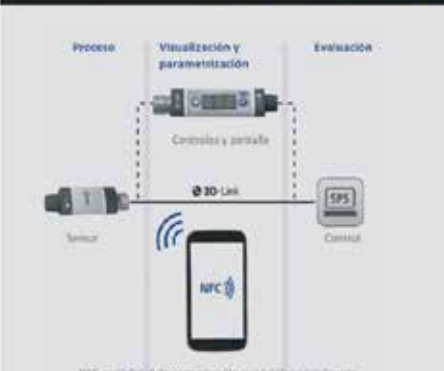 Proceso
Visualización y
parametrización
Evaluación
Controles y pantalla
IO-Link
SPS
Sensor
Control
NFC